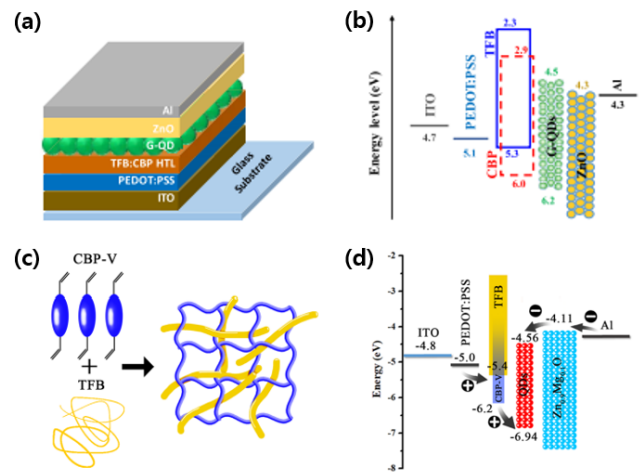 (a)
Al
ZnO
G-QD
TFB:CBP HTL
PEDOT:PSS
ITO
Glass
Substrate
(b)
Energy level (eV)
ITO
4.7
PEDOT:PSS
5.1
TFB
2.3
2.9
5.3
CBP
6.0
4.5
G-QDs
6.2
4.3
ZnO
Al
4.3
(c)
CBP-V
+
TFB
(d)
Energy (eV)
-2
-3
-4
-5
-6
-7
-8
ITO
-4.8
PEDOT:PSS
-5.0
TFB
-5.4
CBP-V
-6.2
-4.56
QDs
-6.94
-4.11
Al